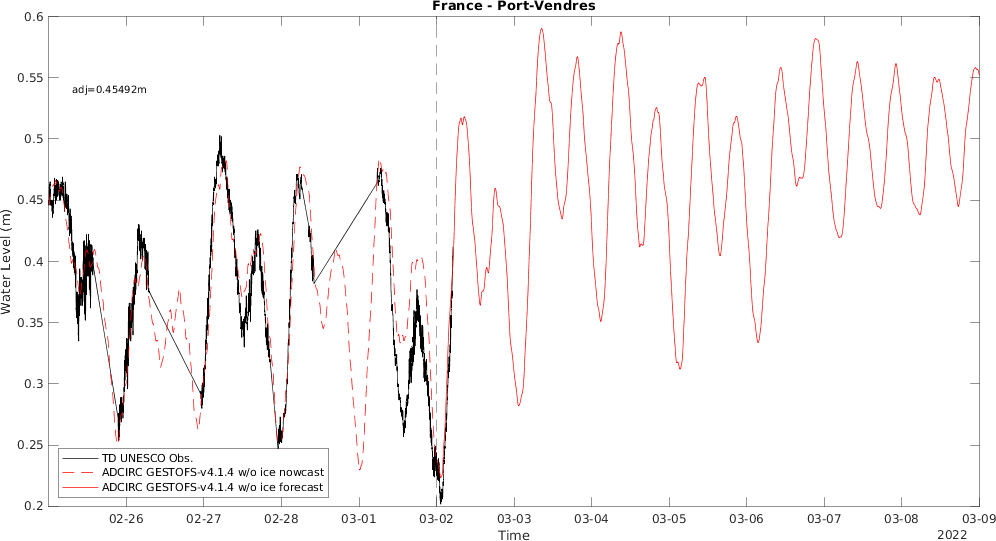 France - Port-Vendres
0.6
0.55
0.5
0.45
0.4
0.35
0.3
0.25
0.2
Water Level (m)
adj=0.45492m
TD UNESCO Obs.
ADCIRC GESTOFS-v4.1.4 w/o ice nowcast
ADCIRC GESTOFS-v4.1.4 w/o ice forecast
02-26 02-27 02-28 03-01 03-02 03-03 03-04 03-05 03-06 03-07 03-08 03-09
Time
2022